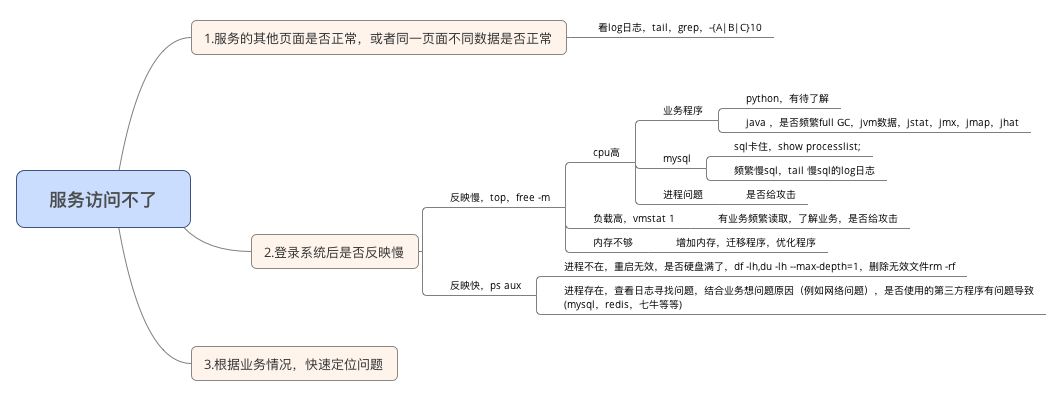 服务访问不了
1.服务的其他页面是否正常，或者同一页面不同数据是否正常
看log日志，tail，grep，-{A|B|C}10
2.登录系统后是否反映慢
反映慢，top，free -m
cpu高
业务程序
python，有待了解
java ，是否频繁full GC，jvm数据，jstat，jmx，jmap，jhat
mysql
sql卡住，show processlist;
频繁慢sql，tail 慢sql的log日志
进程问题
是否给攻击
负载高，vmstat 1
有业务频繁读取，了解业务，是否给攻击
内存不够
增加内存，迁移程序，优化程序
反映快，ps aux
进程不在，重启无效，是否硬盘满了，df -lh,du -lh --max-depth=1，删除无效文件rm -rf
进程存在，查看日志寻找问题，结合业务想问题原因（例如网络问题），是否使用的第三方程序有问题导致
(mysql，redis，七牛等等)
3.根据业务情况，快速定位问题